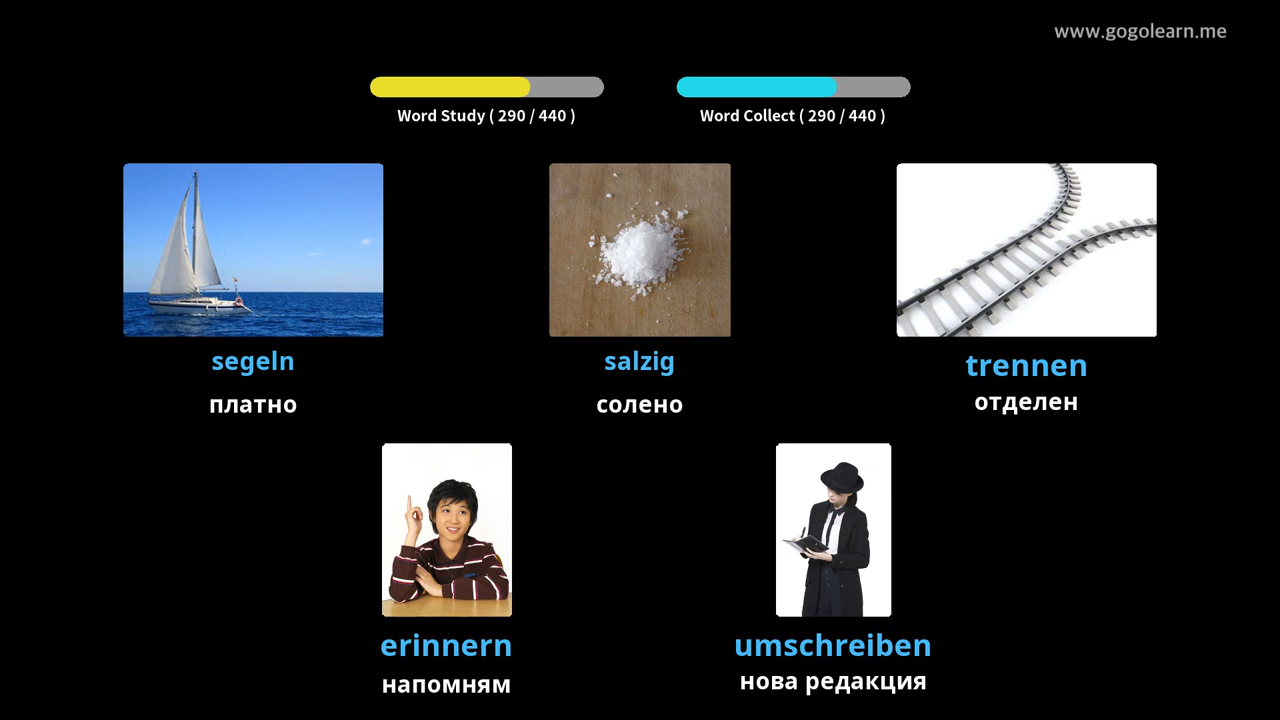 www.gogolearn.me
Word Study ( 290 / 440 )
Word Collect ( 290 / 440 )
segeln
платно
salzig
солено
trennen
отделен
erinnern
напомням
umschreiben
нова редакция